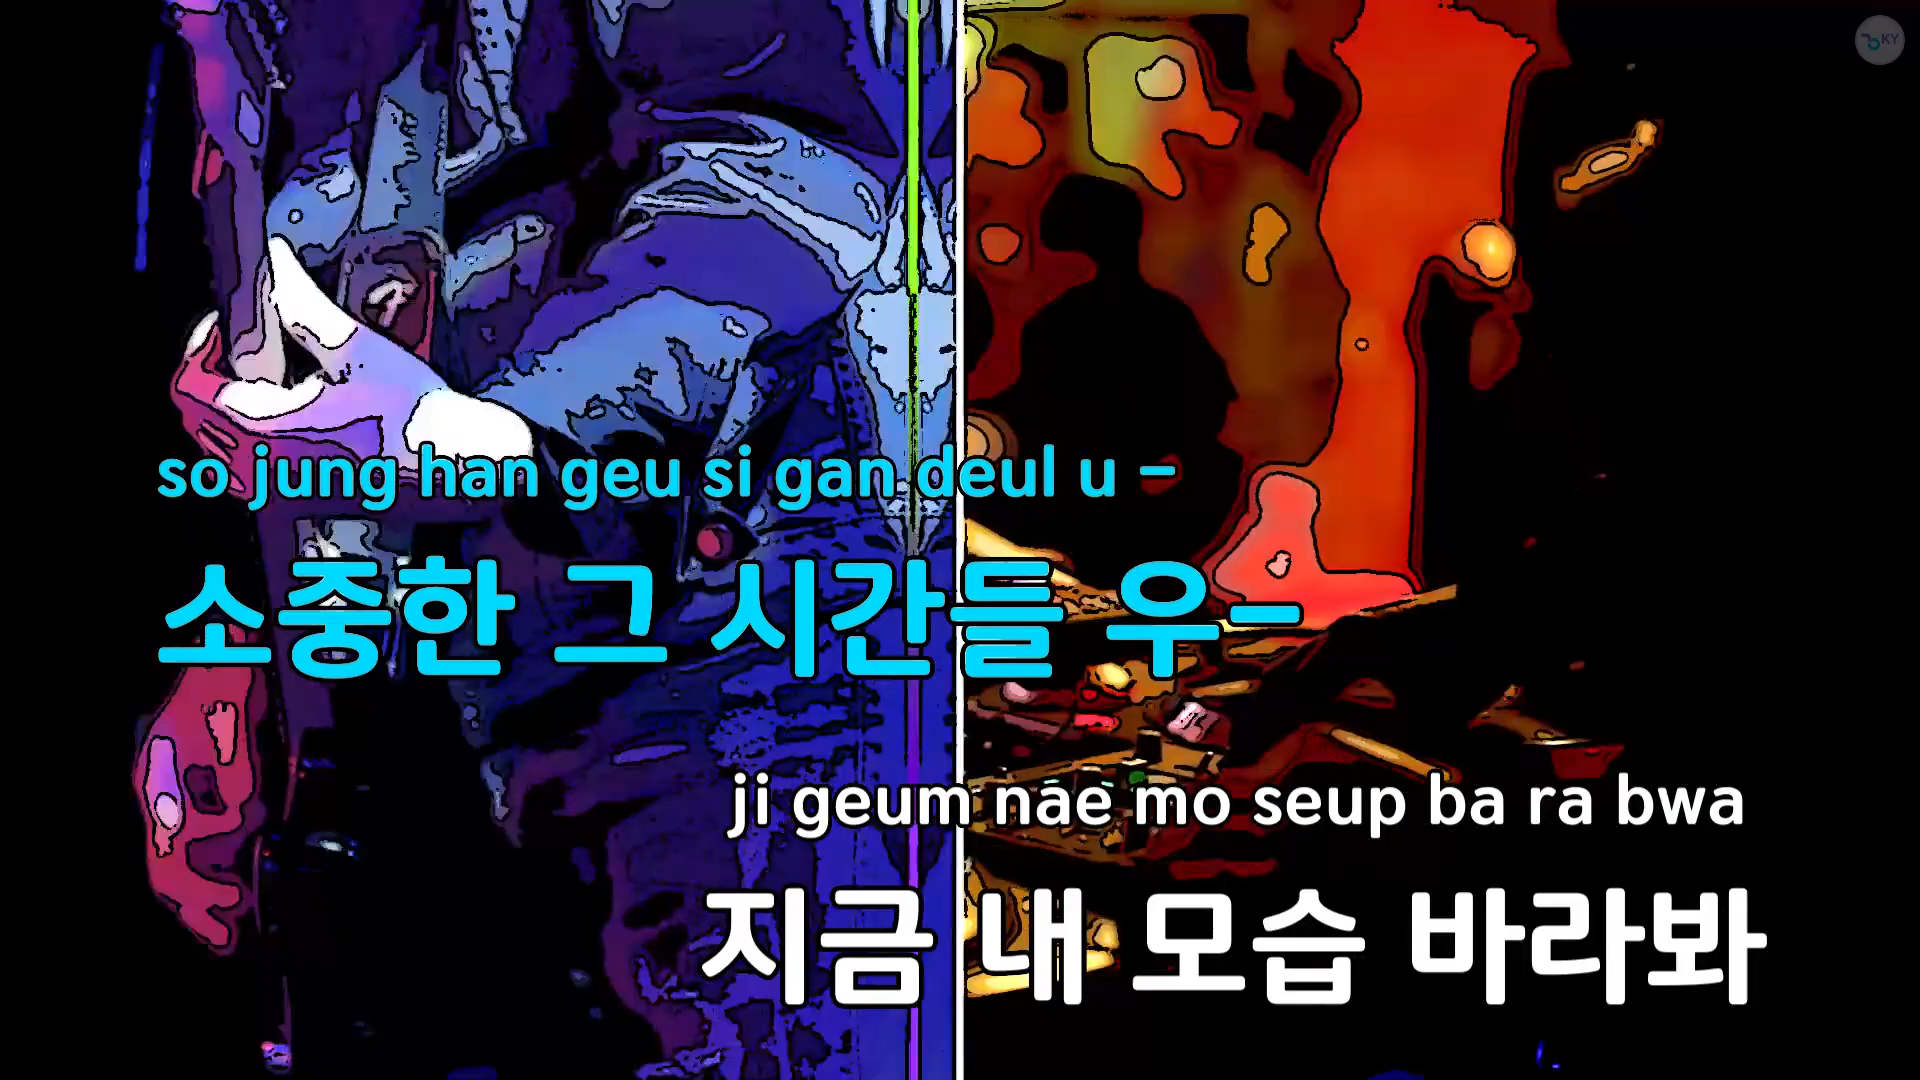 KY
so jung han geu si gan deul u -
소중한 그 시간들 우-
ji geum nae mo seup ba ra bwa
지금 내 모습 바라봐